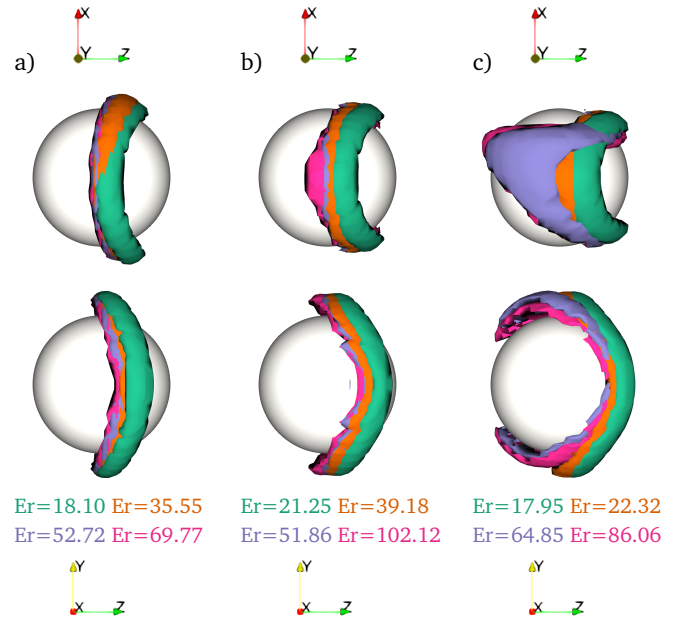 X X X
a) b) c)
Y Z Y Z Y Z
Er=18.10 Er=35.55 Er=21.25 Er=39.18 Er=17.95 Er=22.32
Er=52.72 Er=69.77 Er=51.86 Er=102.12 Er=64.85 Er=86.06
Y Y Y
X Z X Z X Z